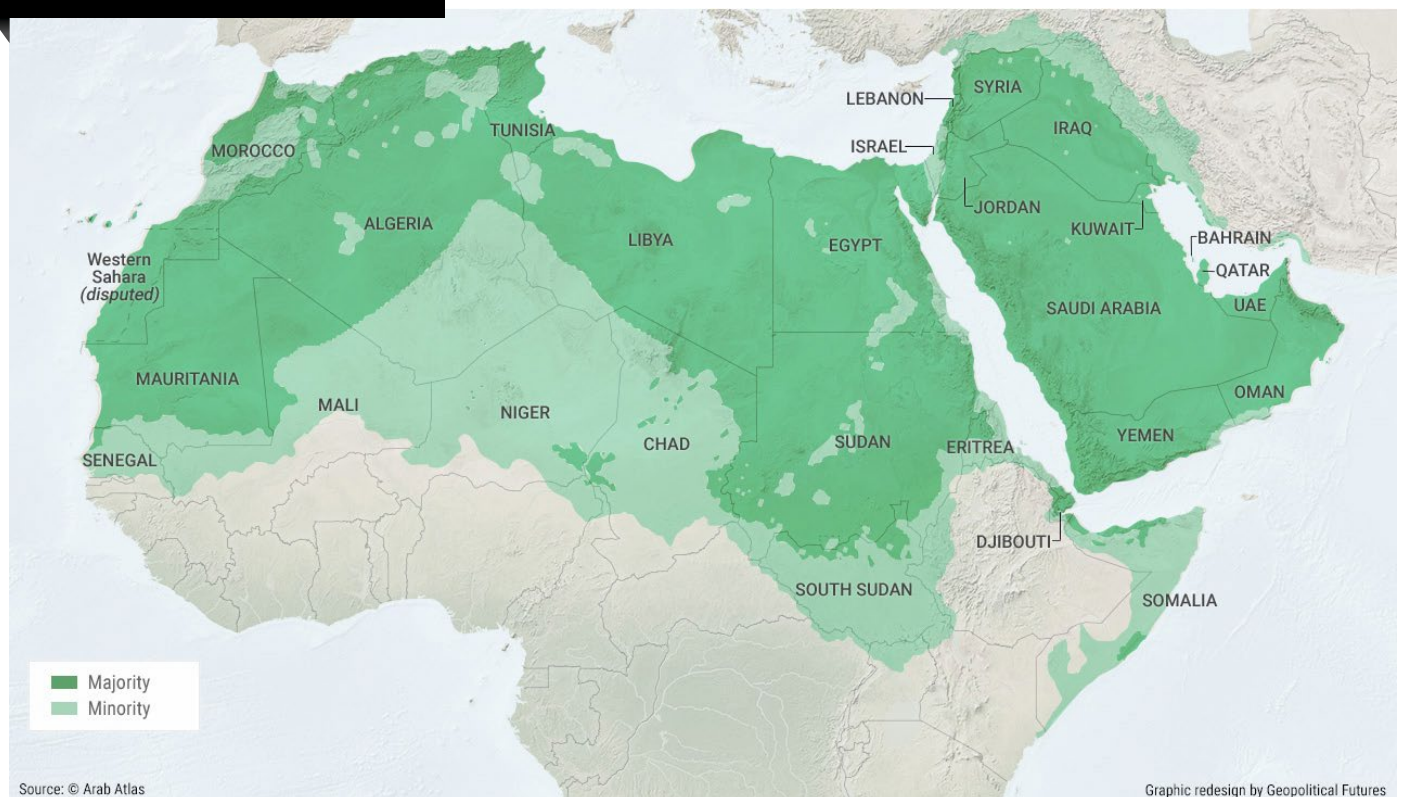 LEBANON
SYRIA
ISRAEL
IRAQ
TUNISIA
MOROCCO
JORDAN
ALGERIA
KUWAIT
LIBYA
EGYPT
BAHRAIN
Western
Sahara
(disputed)
QATAR
SAUDI ARABIA
UAE
MAURITANIA
MALI
NIGER
OMAN
CHAD
SUDAN
ERITREA
YEMEN
SENEGAL
DJIBOUTI
SOUTH SUDAN
SOMALIA
Majority
Minority
Source: © Arab Atlas
Graphic redesign by Geopolitical Futures